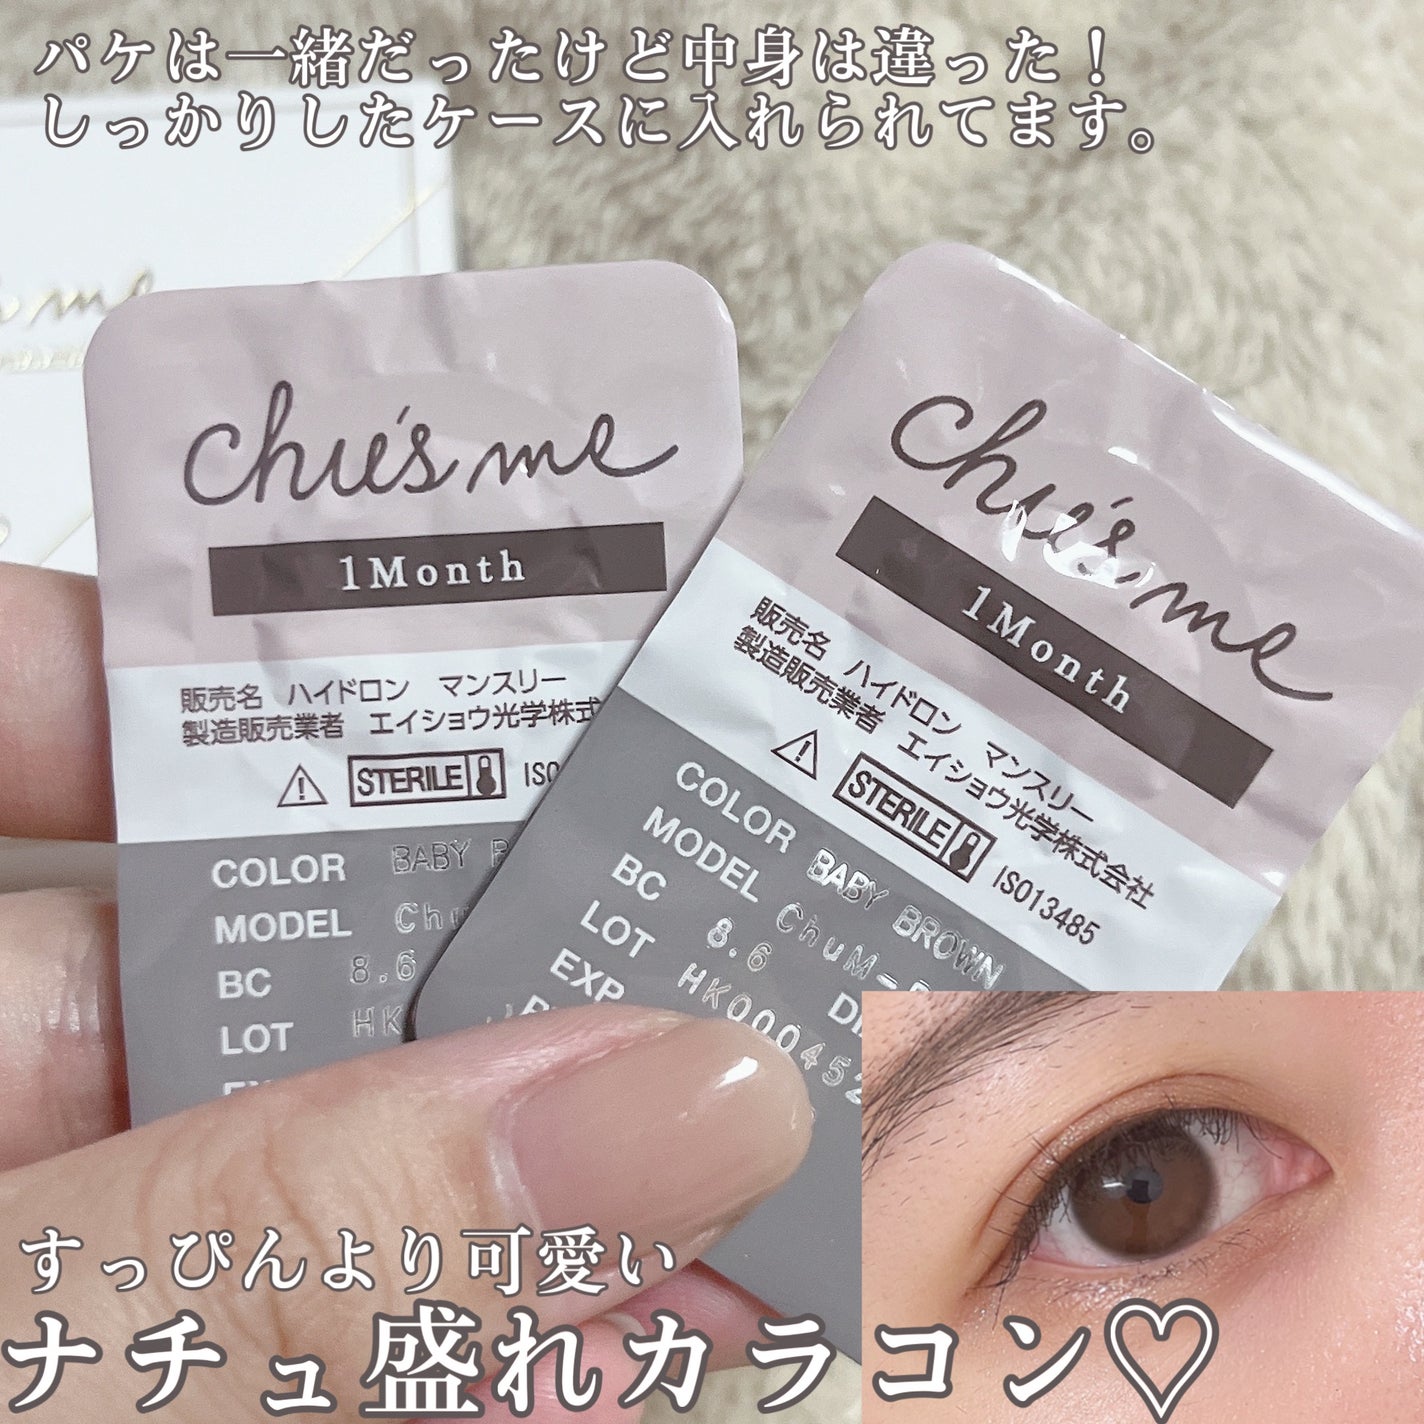 パケは一緒だったけど中身は違った！
しっかりしたケースに入れられてます。
me
chu's me
1Month
販売名 ハイドロン マンスリー
製造販売業者 エイショウ光学株式
STERILE
COLOR BABY
MODEL Chu
BC 8.6
LOT HK
chu's me
1Month
販売名 ハイドロン マンスリー
製造販売業者 エイショウ光学株式会社
STERILE ISO13485
COLOR BABY BROWN
MODEL ChuM-
BC 8.6
LOT HK000452
EXP
すっぴんより可愛い
ナチュ盛れカラコン♡